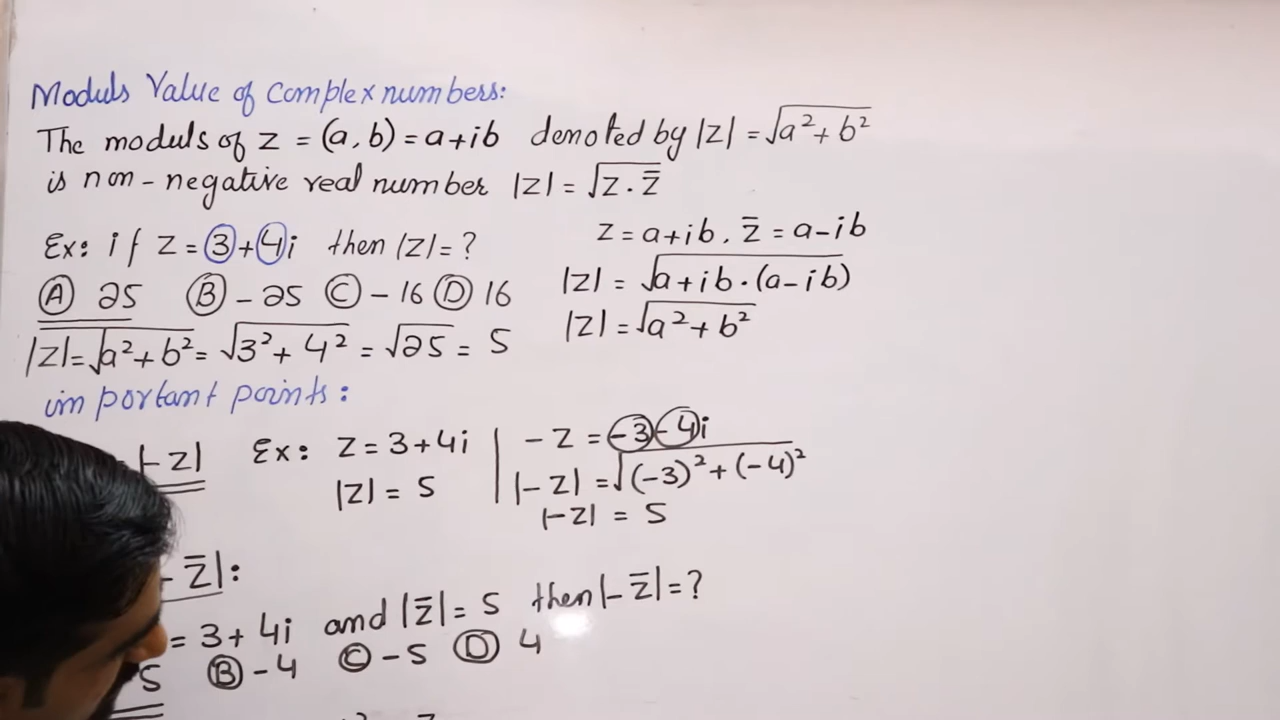 Moduls Value of complex numbers:
The moduls of z = (a, b) = a+ib denoted by |z| = √a²+b²
is non-negative real number |z| = √z . z̄
z = a+ib. z̄ = a-ib
Ex: if z = 3+4i then |z| = ?
|z| = √a+ib·(a-ib)
Ⓐ 25 Ⓑ -25 Ⓒ -16 Ⓓ 16
|z| = √a²+b²
|z| = √a²+b² = √3²+4² = √25 = 5
important points:
|-z| Ex: z = 3+4i | -z = -3-4i
|z| = 5 |-z| = √(-3)²+(-4)²
|-z| = 5
- z̄|:
= 3+4i and |z̄| = 5 then |-z̄| = ?
5 Ⓑ -4 Ⓒ -5 Ⓓ 4